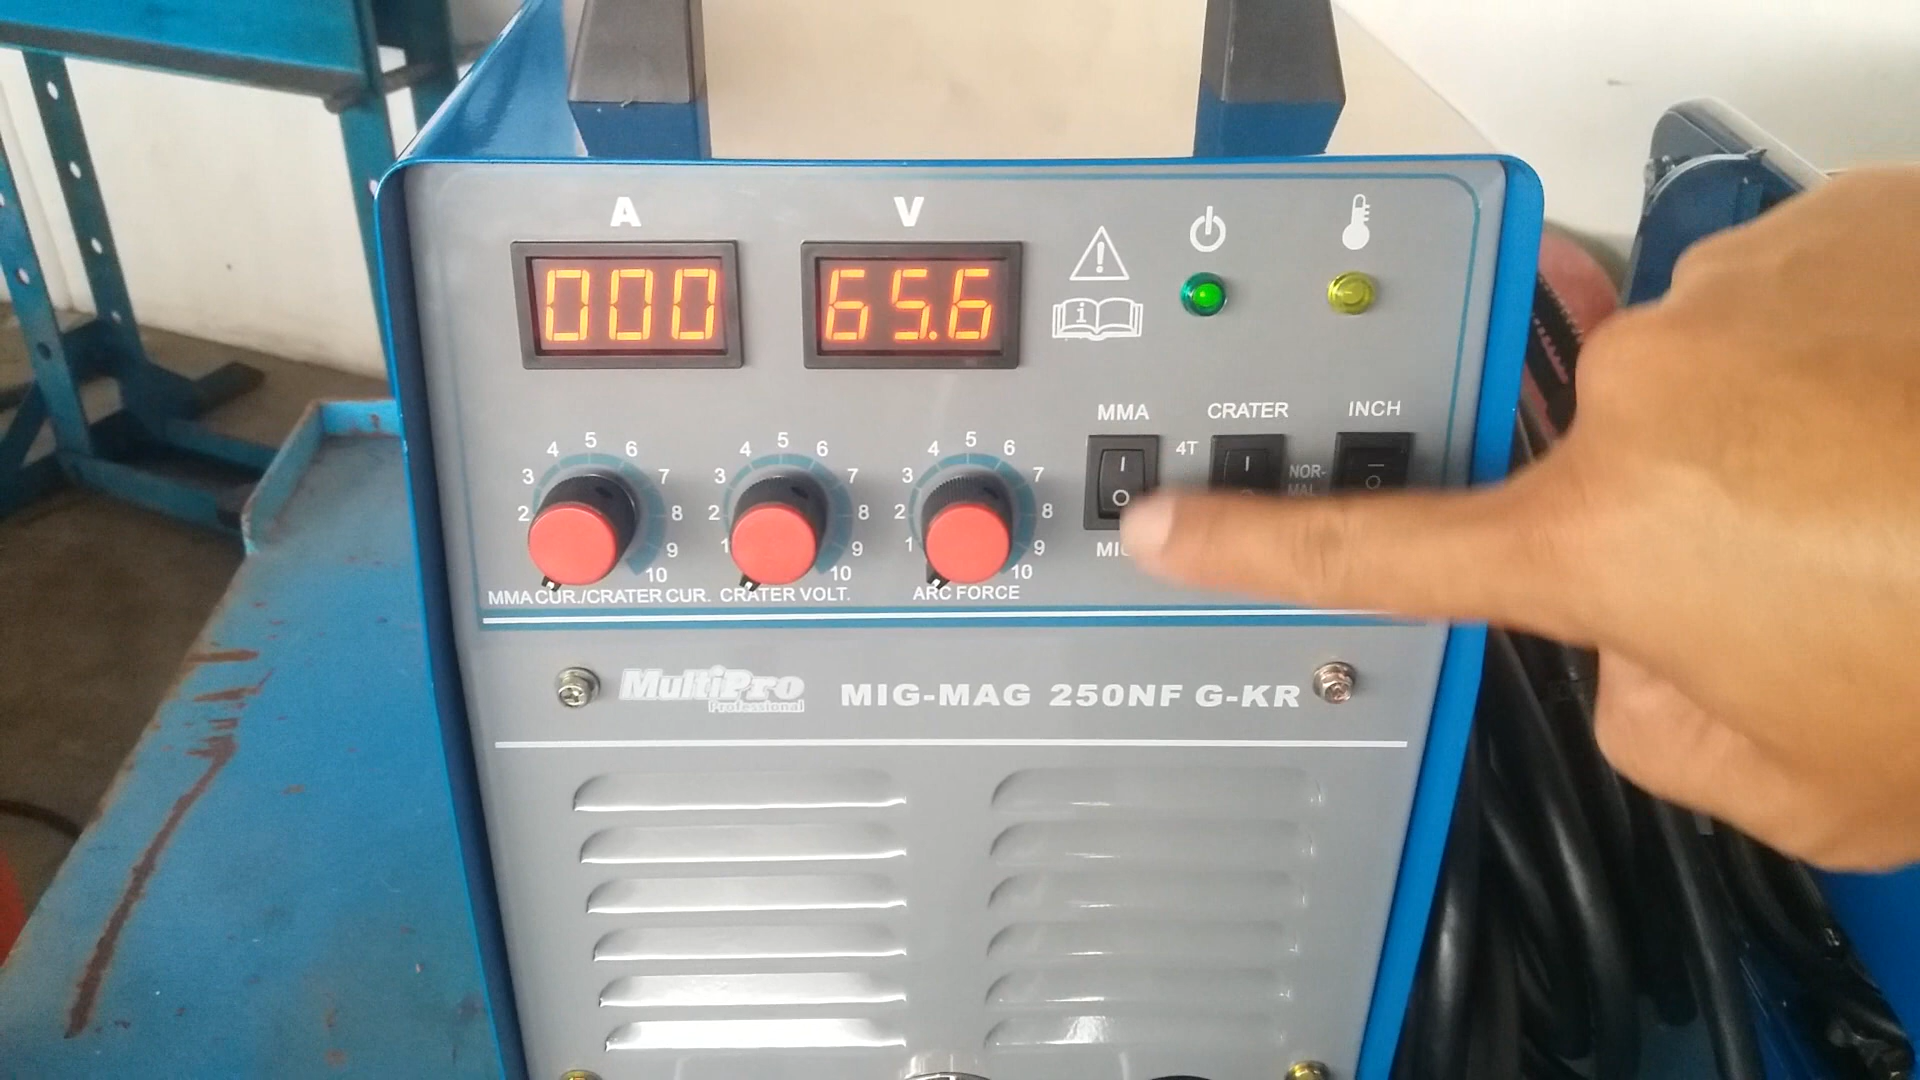 A V
000 65.6
i
MMA CRATER INCH
4T
NOR-
MAL
I O I I O
MIG
1 2 3 4 5 6 7 8 9 10
1 2 3 4 5 6 7 8 9 10
1 2 3 4 5 6 7 8 9 10
MMA CUR./CRATER CUR. CRATER VOLT. ARC FORCE
MultiPro
Professional
MIG-MAG 250NF G-KR